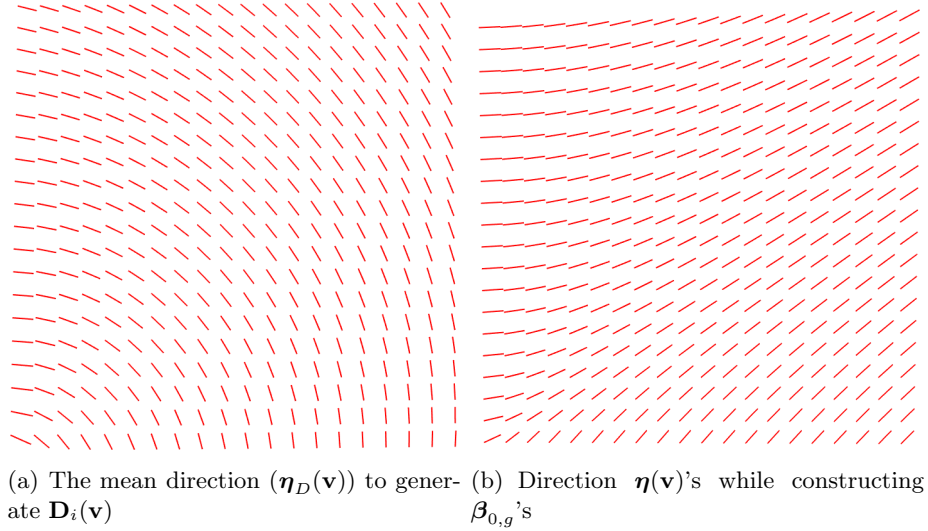 (a) The mean direction (𝜼_D(𝐯)) to gener-
ate 𝐃_i(𝐯)
(b) Direction 𝜼(𝐯)'s while constructing
𝜷_{0,g}'s